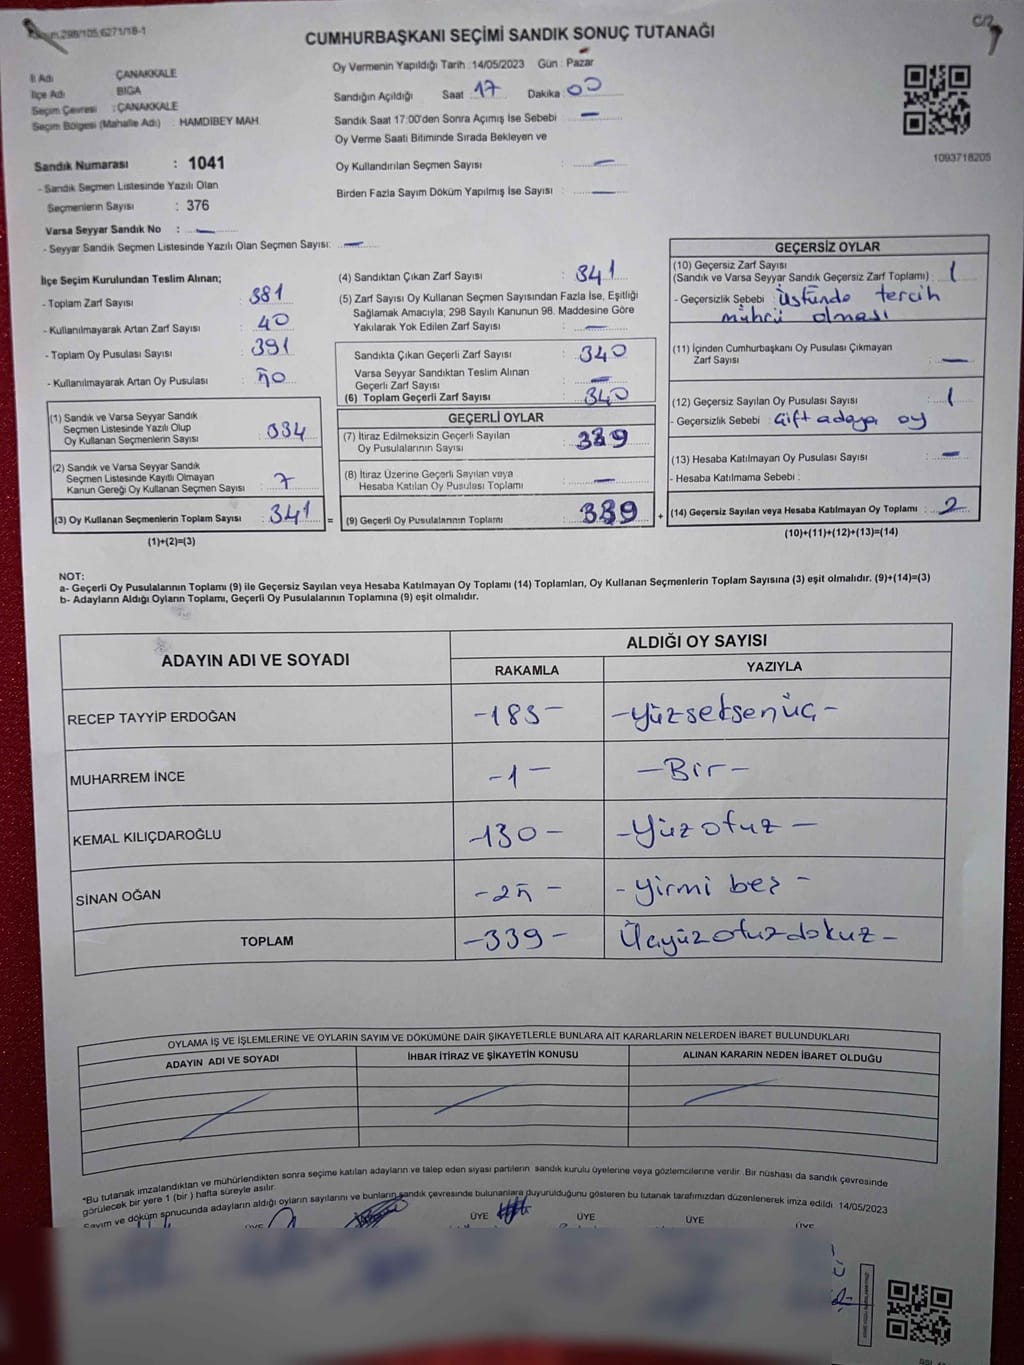 298/105;6271/18-1
C/2
CUMHURBAŞKANI SEÇİMİ SANDIK SONUÇ TUTANAĞI
İl Adı ÇANAKKALE
İlçe Adı BIGA
Seçim Çevresi : ÇANAKKALE
Seçim Bölgesi (Mahalle Adı) : HAMDIBEY MAH.
Oy Vermenin Yapıldığı Tarih :14/05/2023 Gün : Pazar
Sandığın Açıldığı Saat 17 Dakika 00
Sandık Saat 17:00'den Sonra Açımış İse Sebebi : —
Oy Verme Saati Bitiminde Sırada Bekleyen ve
Oy Kullandırılan Seçmen Sayısı : —
Birden Fazla Sayım Döküm Yapılmış İse Sayısı : —
1093718205
Sandık Numarası : 1041
- Sandık Seçmen Listesinde Yazılı Olan
Seçmenlerin Sayısı : 376
Varsa Seyyar Sandık No : —
- Seyyar Sandık Seçmen Listesinde Yazılı Olan Seçmen Sayısı: —
İlçe Seçim Kurulundan Teslim Alınan;
- Toplam Zarf Sayısı : 381
- Kullanılmayarak Artan Zarf Sayısı : 40
- Toplam Oy Pusulası Sayısı : 391
- Kullanılmayarak Artan Oy Pusulası : 50
(1) Sandık ve Varsa Seyyar Sandık
Seçmen Listesinde Yazılı Olup
Oy Kullanan Seçmenlerin Sayısı : 334
(2) Sandık ve Varsa Seyyar Sandık
Seçmen Listesinde Kayıtlı Olmayan
Kanun Gereği Oy Kullanan Seçmen Sayısı : 7
(3) Oy Kullanan Seçmenlerin Toplam Sayısı : 341 =
(1)+(2)=(3)
(4) Sandıktan Çıkan Zarf Sayısı : 341
(5) Zarf Sayısı Oy Kullanan Seçmen Sayısından Fazla İse, Eşitliği
Sağlamak Amacıyla; 298 Sayılı Kanunun 98. Maddesine Göre
Yakılarak Yok Edilen Zarf Sayısı : —
Sandıkta Çıkan Geçerli Zarf Sayısı : 340
Varsa Seyyar Sandıktan Teslim Alınan
Geçerli Zarf Sayısı : —
(6) Toplam Geçerli Zarf Sayısı : 340
GEÇERLİ OYLAR
(7) İtiraz Edilmeksizin Geçerli Sayılan
Oy Pusulalarının Sayısı : 339
(8) İtiraz Üzerine Geçerli Sayılan veya
Hesaba Katılan Oy Pusulası Toplamı : —
(9) Geçerli Oy Pusulalarının Toplamı : 339 +
GEÇERSİZ OYLAR
(10) Geçersiz Zarf Sayısı
(Sandık ve Varsa Seyyar Sandık Geçersiz Zarf Toplamı) : 1
- Geçersizlik Sebebi : Üstünde tercih
mührü olması
(11) İçinden Cumhurbaşkanı Oy Pusulası Çıkmayan
Zarf Sayısı : —
(12) Geçersiz Sayılan Oy Pusulası Sayısı : 1
- Geçersizlik Sebebi : Çift adaya oy
(13) Hesaba Katılmayan Oy Pusulası Sayısı : —
- Hesaba Katılmama Sebebi :
(14) Geçersiz Sayılan veya Hesaba Katılmayan Oy Toplamı : 2
(10)+(11)+(12)+(13)=(14)
NOT:
a- Geçerli Oy Pusulalarının Toplamı (9) ile Geçersiz Sayılan veya Hesaba Katılmayan Oy Toplamı (14) Toplamları, Oy Kullanan Seçmenlerin Toplam Sayısına (3) eşit olmalıdır. (9)+(14)=(3)
b- Adayların Aldığı Oyların Toplamı, Geçerli Oy Pusulalarının Toplamına (9) eşit olmalıdır.
ADAYIN ADI VE SOYADI ALDIĞI OY SAYISI
RAKAMLA YAZIYLA
RECEP TAYYİP ERDOĞAN -183- -Yüzseksenüç-
MUHARREM İNCE -1- -Bir-
KEMAL KILIÇDAROĞLU -130- -Yüzotuz-
SİNAN OĞAN -25- -Yirmi beş-
TOPLAM -339- Üçyüzotuzdokuz-
OYLAMA İŞ VE İŞLEMLERİNE VE OYLARIN SAYIM VE DÖKÜMÜNE DAİR ŞİKAYETLERLE BUNLARA AİT KARARLARIN NELERDEN İBARET BULUNDUKLARI
ADAYIN ADI VE SOYADI İHBAR İTİRAZ VE ŞİKAYETİN KONUSU ALINAN KARARIN NEDEN İBARET OLDUĞU
*Bu tutanak imzalandıktan ve mühürlendikten sonra seçime katılan adayların ve talep eden siyasi partilerin sandık kurulu üyelerine veya gözlemcilerine verilir. Bir nüshası da sandık çevresinde
görülecek bir yere 1 (bir ) hafta süreyle asılır.
Sayım ve döküm sonucunda adayların aldığı oyların sayılarını ve bunların sandık çevresinde bulunanlara duyurulduğunu gösteren bu tutanak tarafımızdan düzenlenerek imza edildi 14/05/2023
ÜYE ÜYE ÜYE ÜYE ÜYE